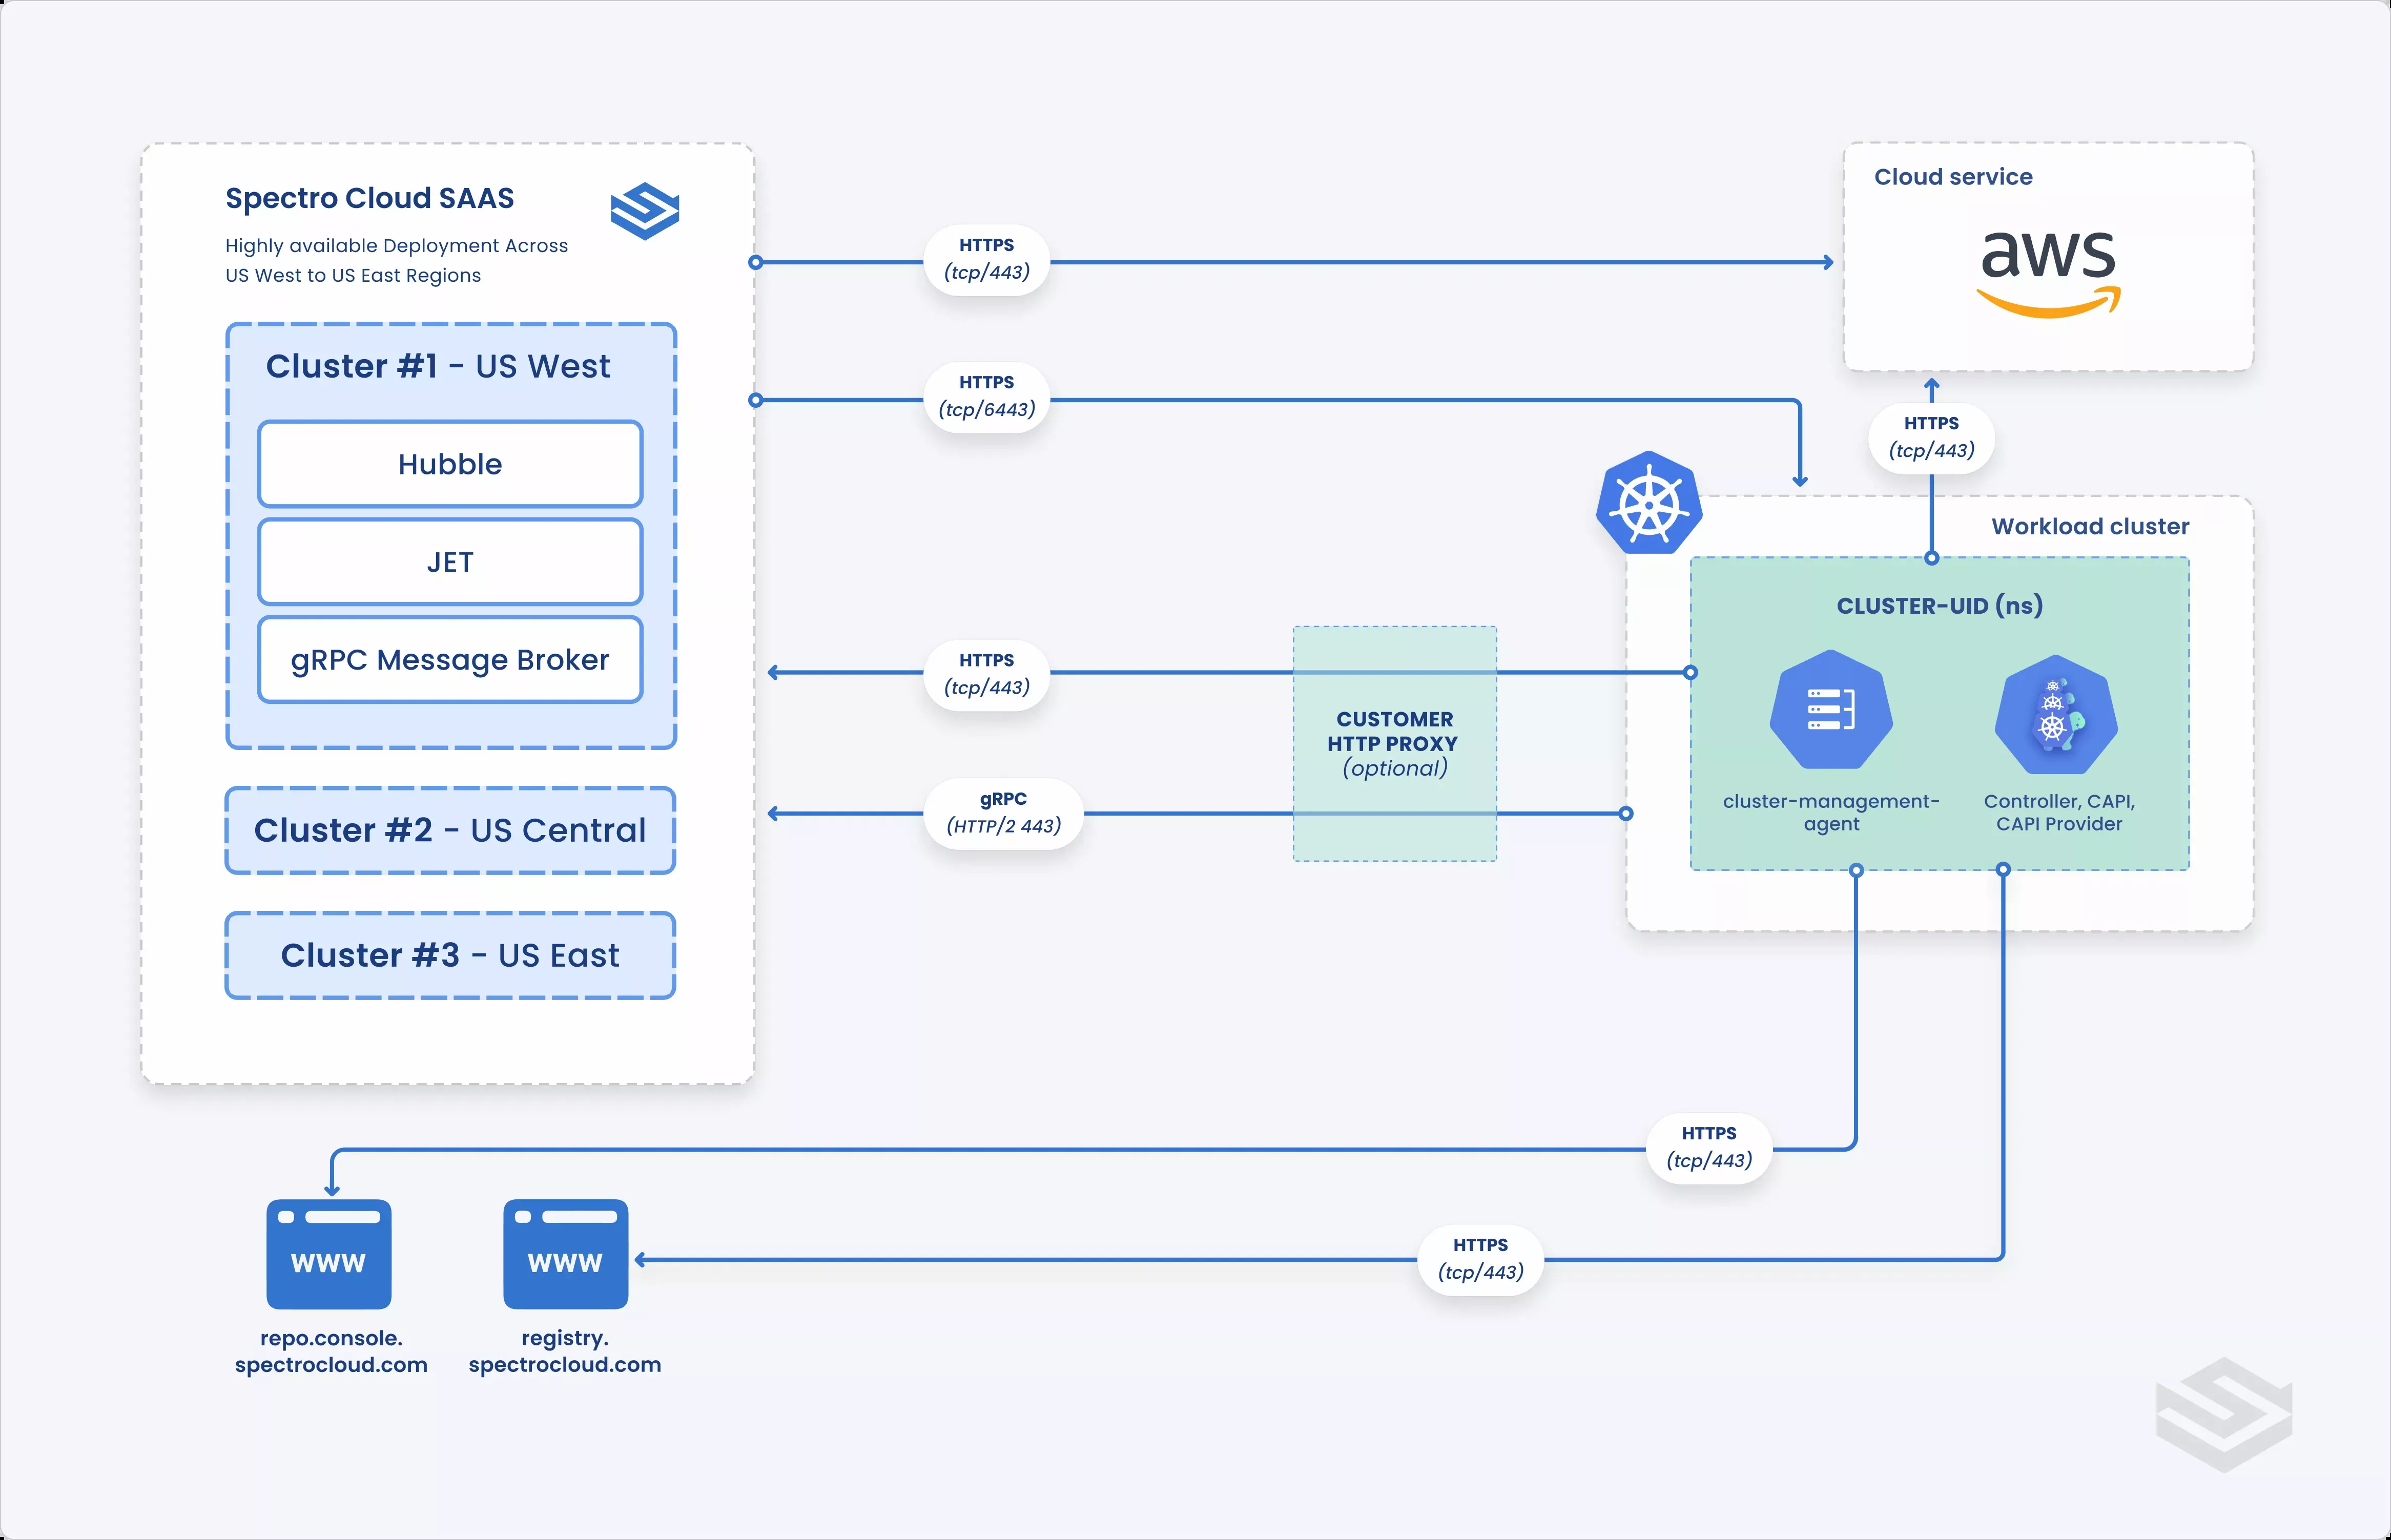 Spectro Cloud SAAS
Highly available Deployment Across
US West to US East Regions
Cluster #1 - US West
Hubble
JET
gRPC Message Broker
Cluster #2 - US Central
Cluster #3 - US East
HTTPS
(tcp/443)
HTTPS
(tcp/6443)
HTTPS
(tcp/443)
gRPC
(HTTP/2 443)
CUSTOMER
HTTP PROXY
(optional)
Cloud service
aws
HTTPS
(tcp/443)
Workload cluster
CLUSTER-UID (ns)
cluster-management-
agent
Controller, CAPI,
CAPI Provider
HTTPS
(tcp/443)
HTTPS
(tcp/443)
www
repo.console.
spectrocloud.com
www
registry.
spectrocloud.com